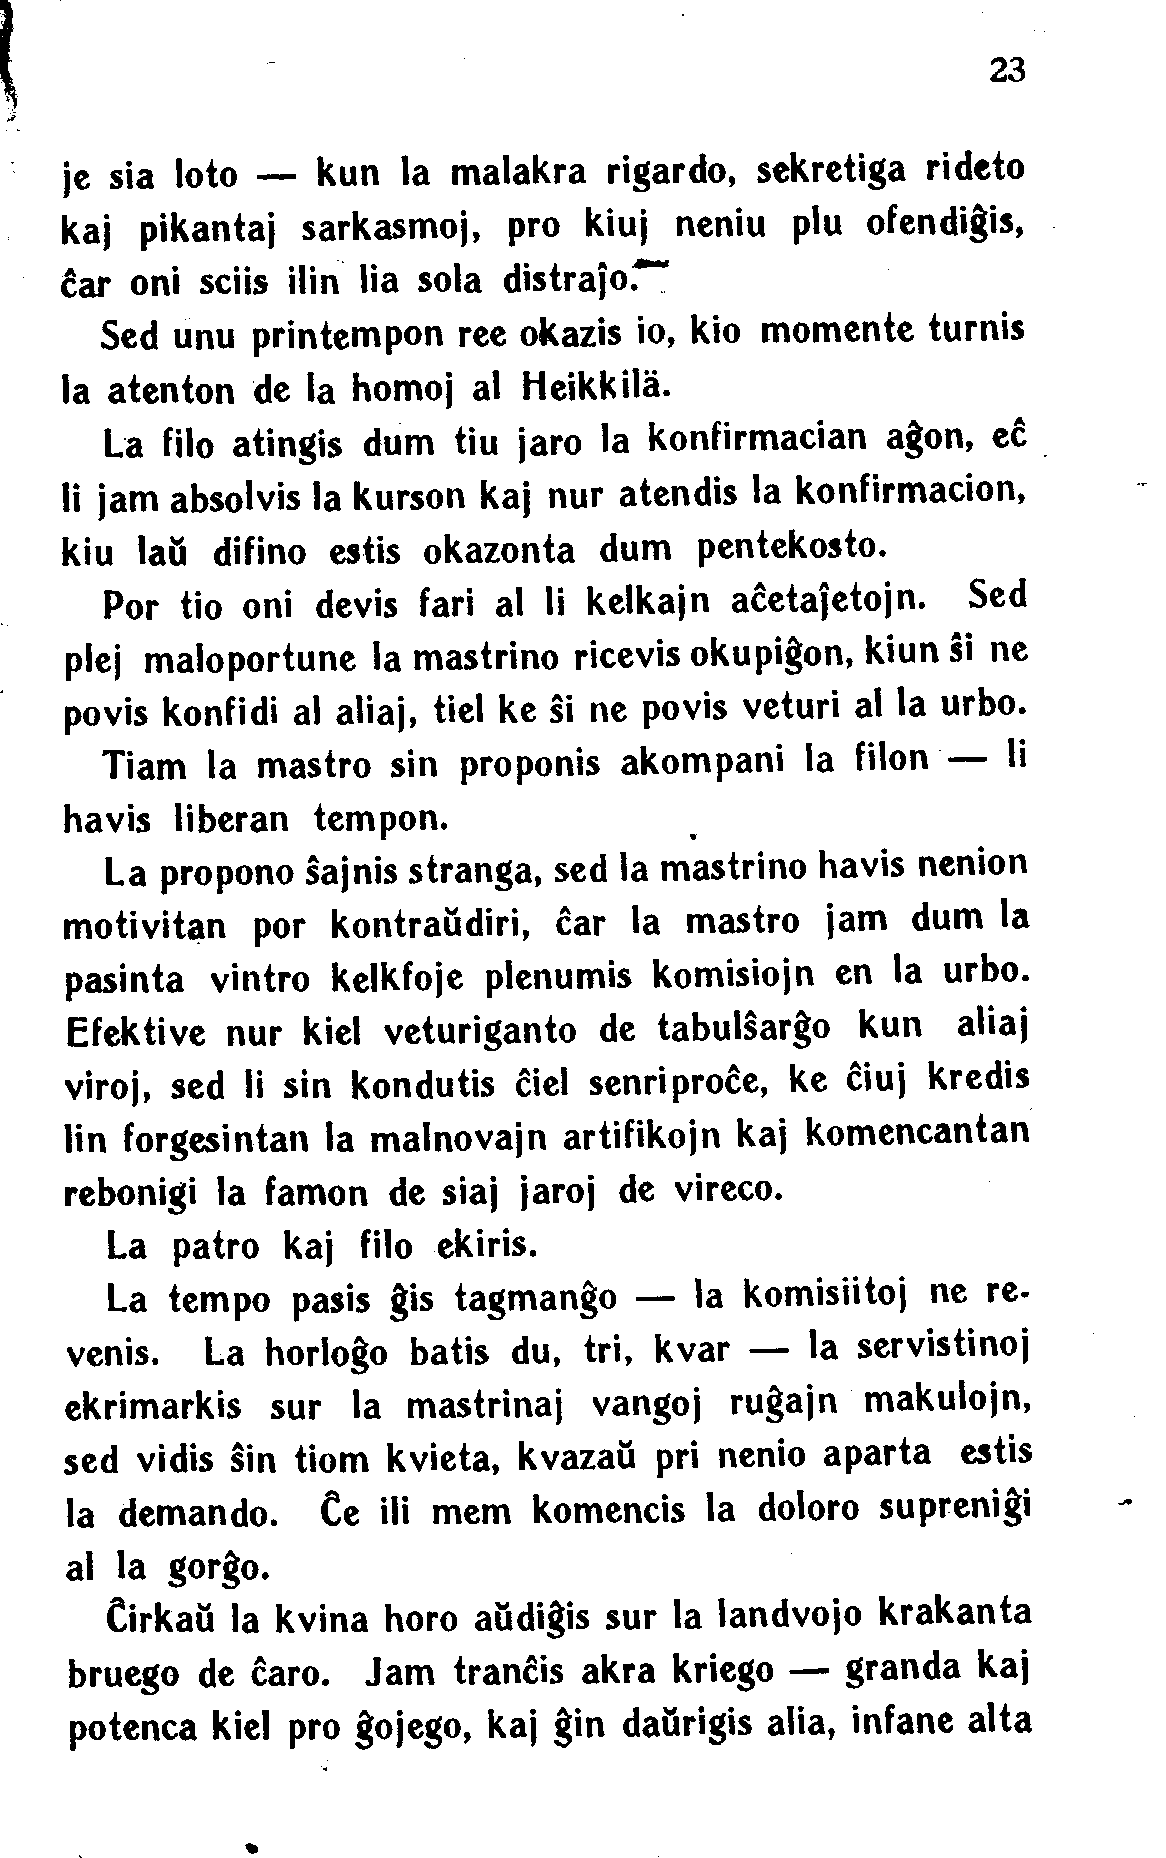 23
je sia loto — kun la malakra rigardo, sekretiga rideto
kaj pikantaj sarkasmoj, pro kiuj neniu plu ofendiĝis,
ĉar oni sciis ilin lia sola distraĵo.
Sed unu printempon ree okazis io, kio momente turnis
la atenton de la homoj al Heikkilä.
La filo atingis dum tiu jaro la konfirmacian aĝon, eĉ
li jam absolvis la kurson kaj nur atendis la konfirmacion,
kiu laŭ difino estis okazonta dum pentekosto.
Por tio oni devis fari al li kelkajn aĉetaĵetojn. Sed
plej maloportune la mastrino ricevis okupiĝon, kiun ŝi ne
povis konfidi al aliaj, tiel ke ŝi ne povis veturi al la urbo.
Tiam la mastro sin proponis akompani la filon — li
havis liberan tempon.
La propono ŝajnis stranga, sed la mastrino havis nenion
motivitan por kontraŭdiri, ĉar la mastro jam dum la
pasinta vintro kelkfoje plenumis komisiojn en la urbo.
Efektive nur kiel veturiganto de tabulŝarĝo kun aliaj
viroj, sed li sin kondutis ĉiel senriproĉe, ke ĉiuj kredis
lin forgesintan la malnovajn artifikojn kaj komencantan
rebonigi la famon de siaj jaroj de vireco.
La patro kaj filo ekiris.
La tempo pasis ĝis tagmanĝo — la komisiitoj ne re-
venis. La horloĝo batis du, tri, kvar — la servistinoj
ekrimarkis sur la mastrinaj vangoj ruĝajn makulojn,
sed vidis ŝin tiom kvieta, kvazaŭ pri nenio aparta estis
la demando. Ĉe ili mem komencis la doloro supreniĝi
al la gorĝo.
Ĉirkaŭ la kvina horo aŭdiĝis sur la landvojo krakanta
bruego de ĉaro. Jam tranĉis akra kriego — granda kaj
potenca kiel pro ĝojego, kaj ĝin daŭrigis alia, infane alta